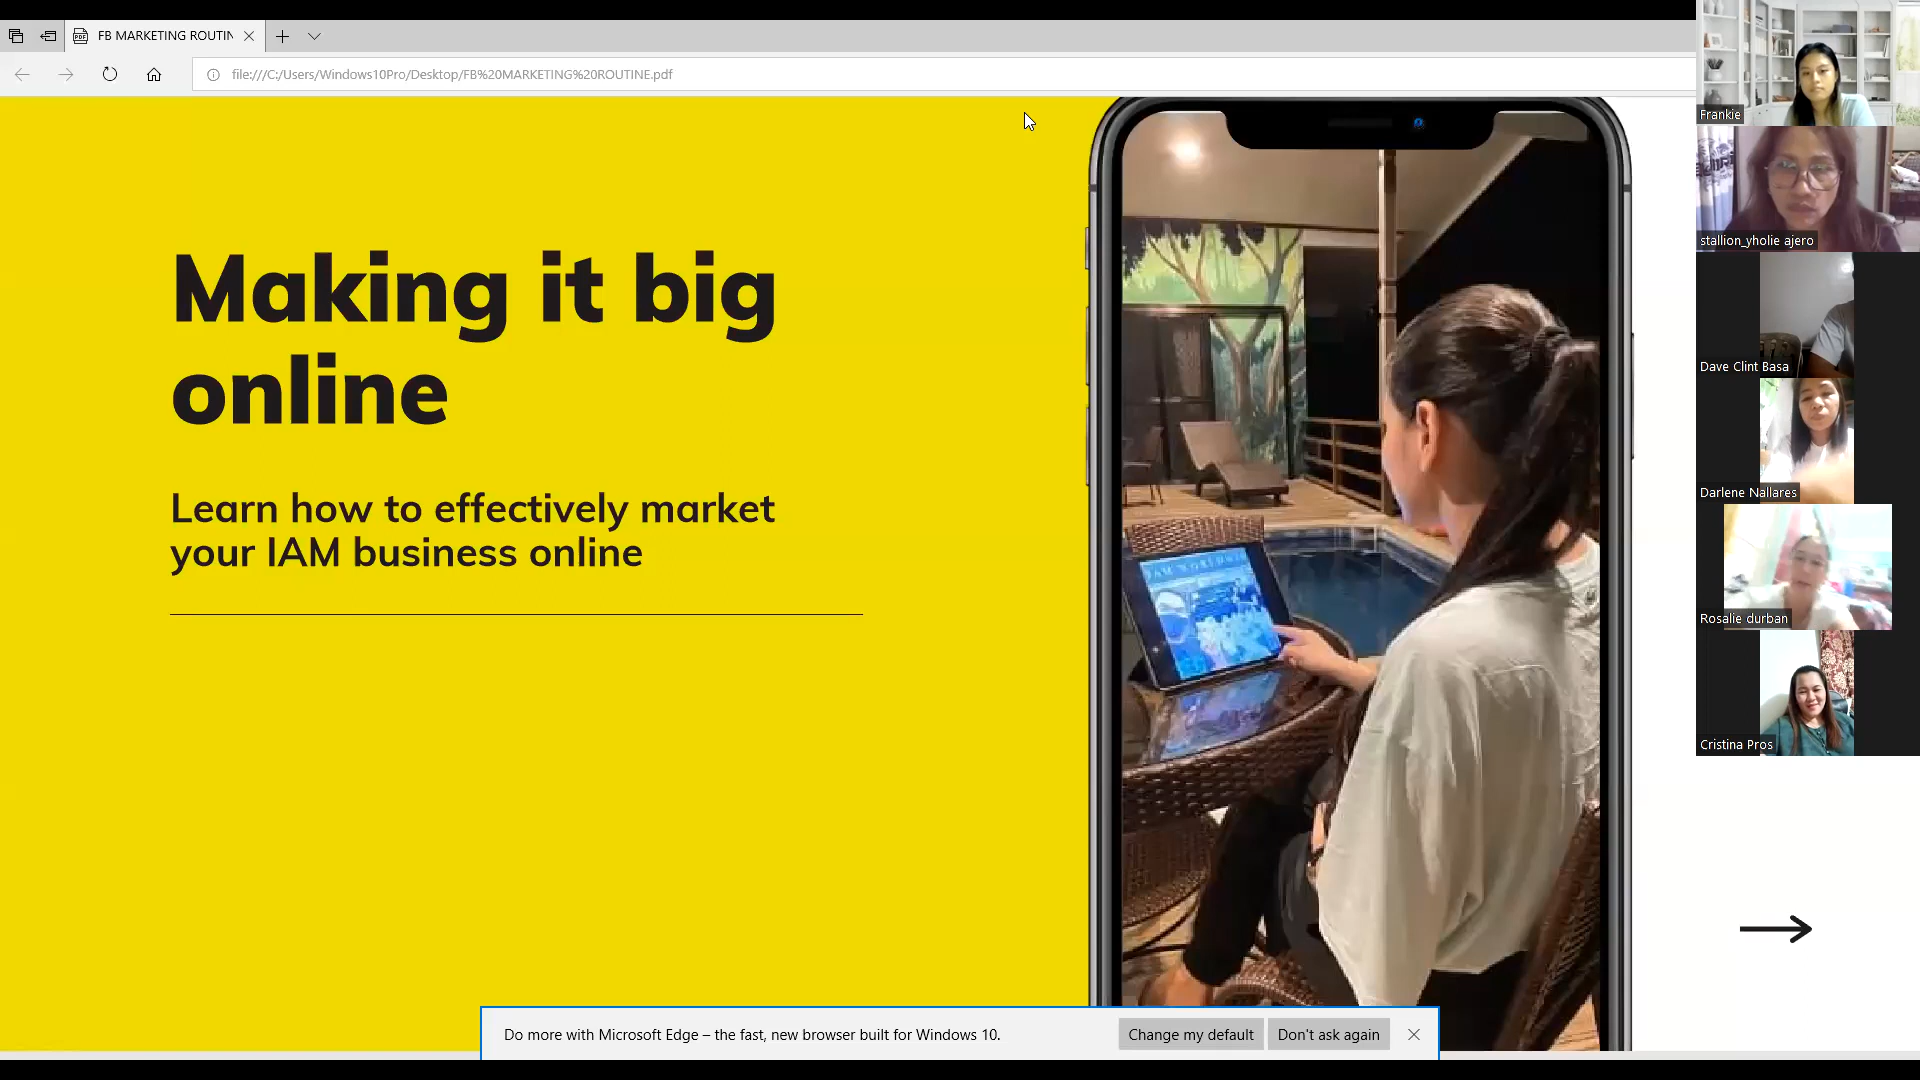 FB MARKETING ROUTIN
file:///C:/Users/Windows10Pro/Desktop/FB%20MARKETING%20ROUTINE.pdf
Making it big
online
Learn how to effectively market
your IAM business online
Frankie
stallion_yholie ajero
Dave Clint Basa
Darlene Nallares
Rosalie durban
Cristina Pros
Do more with Microsoft Edge – the fast, new browser built for Windows 10.
Change my default
Don't ask again